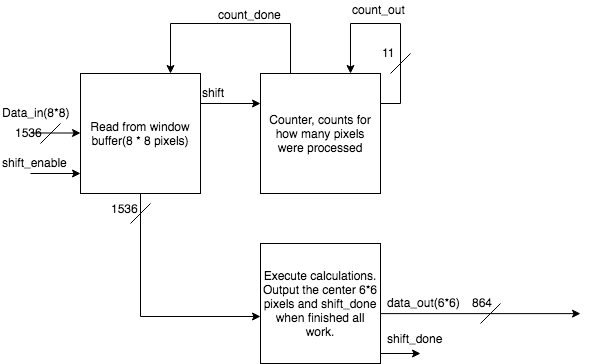 count_done
count_out
11
Data_in(8*8)
1536
shift_enable
Read from window
buffer(8 * 8 pixels)
shift
Counter, counts for
how many pixels
were processed
1536
Execute calculations.
Output the center 6*6
pixels and shift_done
when finished all
work.
data_out(6*6)
864
shift_done